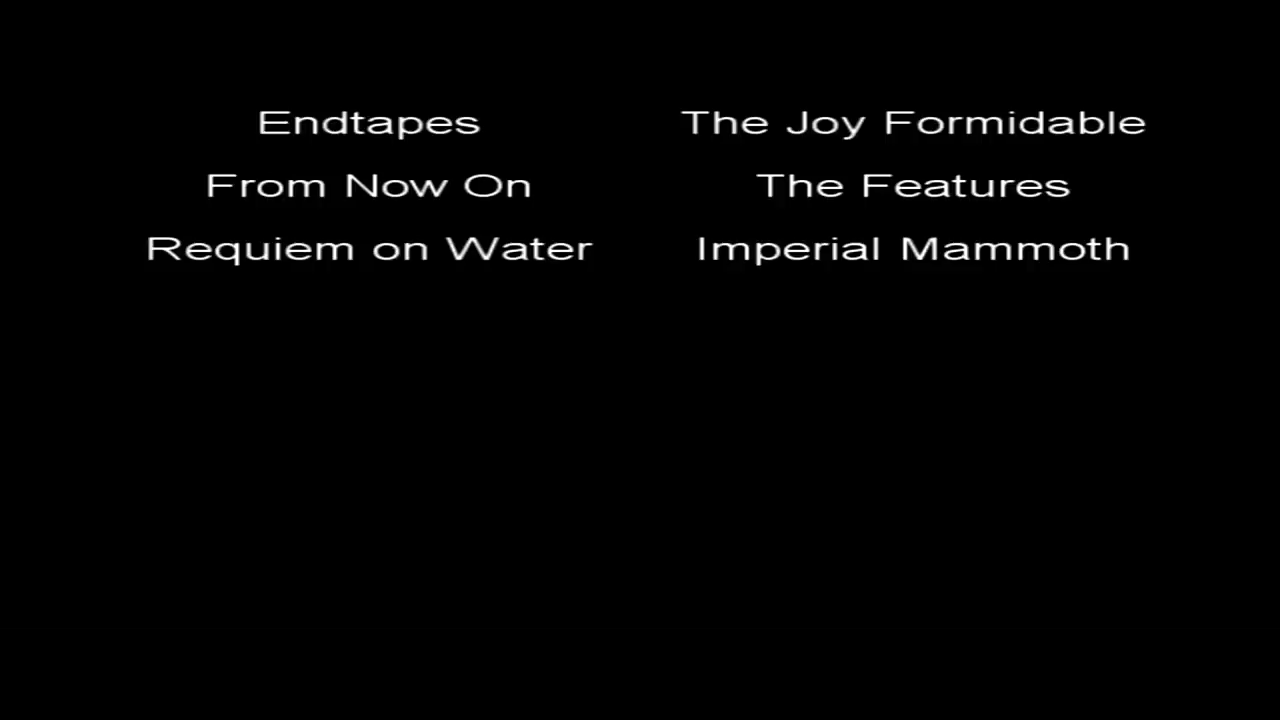 Endtapes The Joy Formidable
From Now On The Features
Requiem on Water Imperial Mammoth